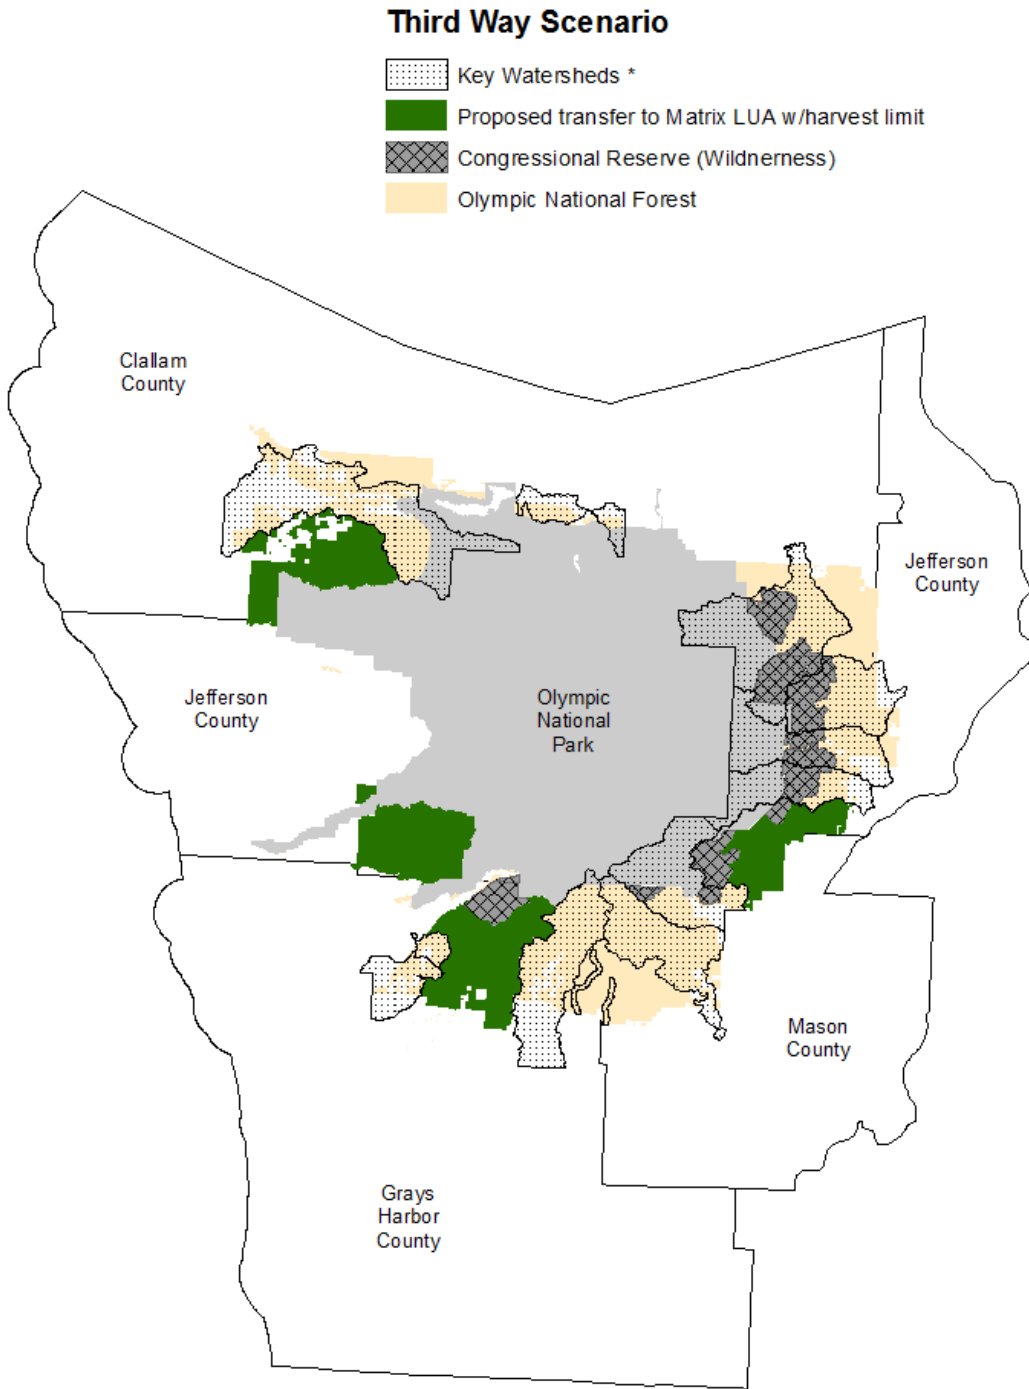 Third Way Scenario
Key Watersheds *
Proposed transfer to Matrix LUA w/harvest limit
Congressional Reserve (Wildnerness)
Olympic National Forest
Clallam
County
Jefferson
County
Jefferson
County
Olympic
National
Park
Mason
County
Grays
Harbor
County